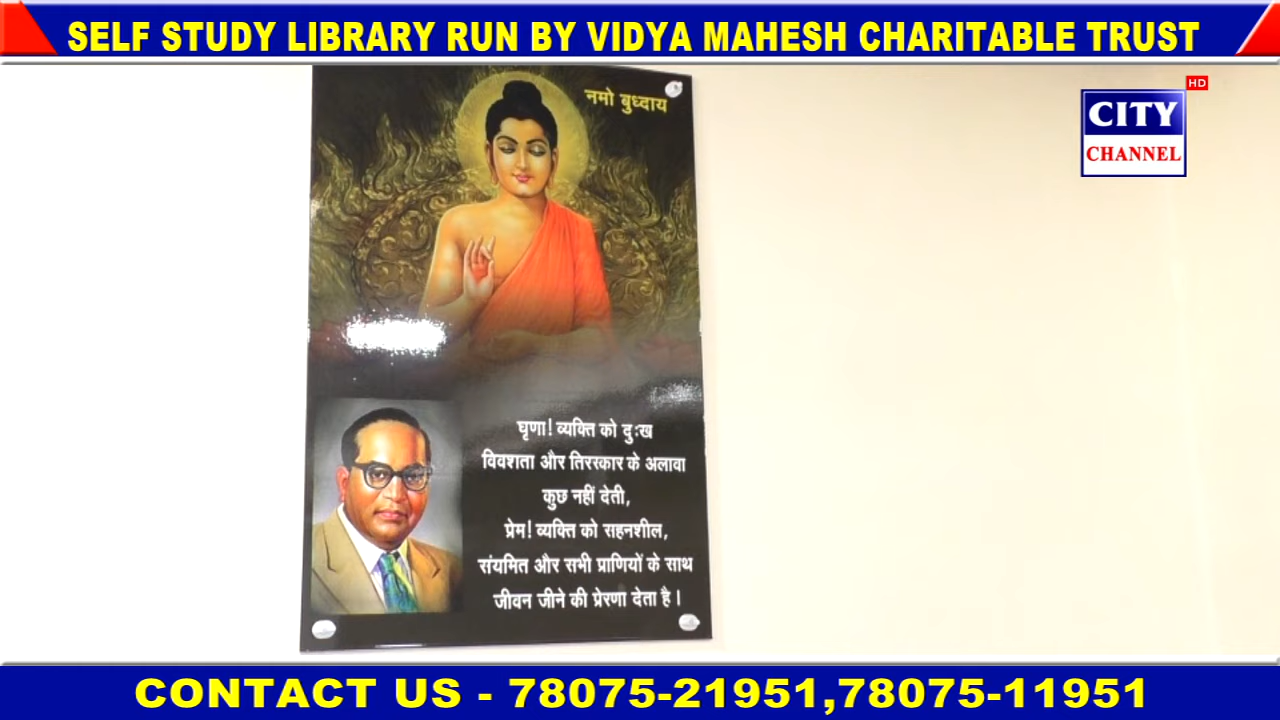 SELF STUDY LIBRARY RUN BY VIDYA MAHESH CHARITABLE TRUST
HD
CITY
CHANNEL
नमो बुध्दाय
घृणा! व्यक्ति को दुःख
विवशता और तिरस्कार के अलावा
कुछ नहीं देती,
प्रेम! व्यक्ति को सहनशील,
संयमित और सभी प्राणियों के साथ
जीवन जीने की प्रेरणा देता है।
CONTACT US - 78075-21951,78075-11951